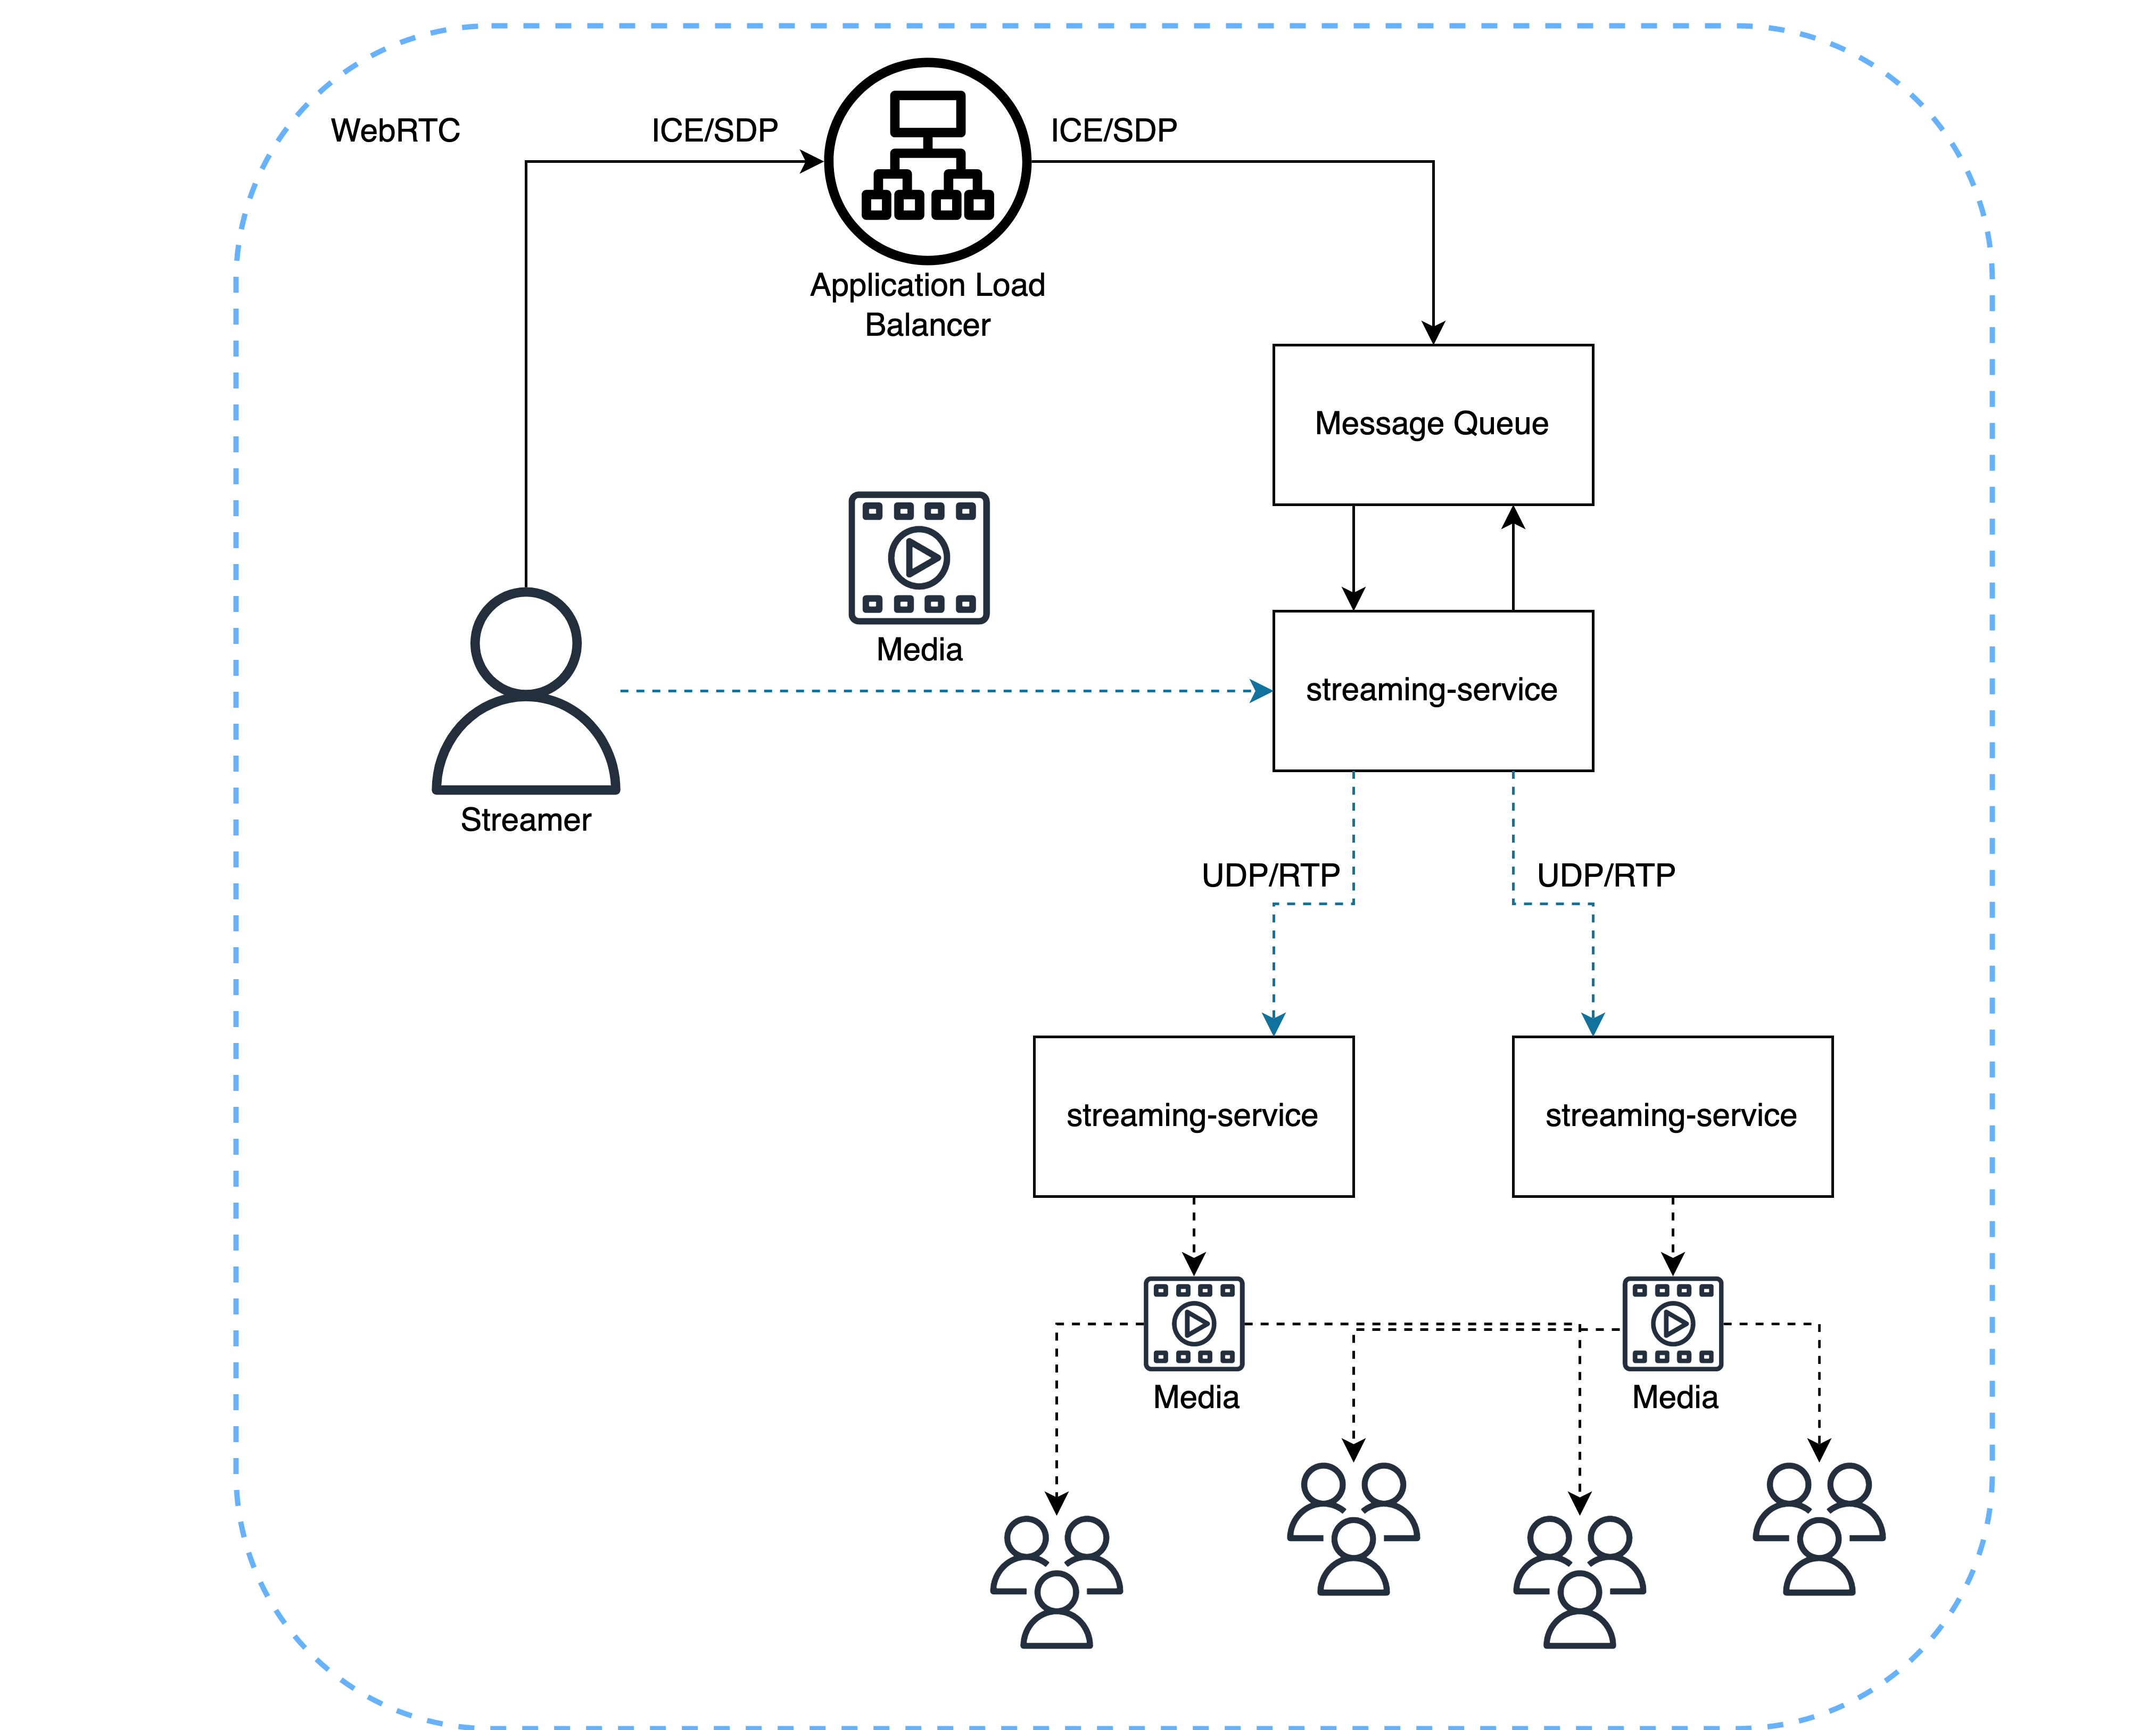 WebRTC
ICE/SDP
ICE/SDP
Application Load
Balancer
Message Queue
Media
streaming-service
Streamer
UDP/RTP
UDP/RTP
streaming-service
streaming-service
Media
Media